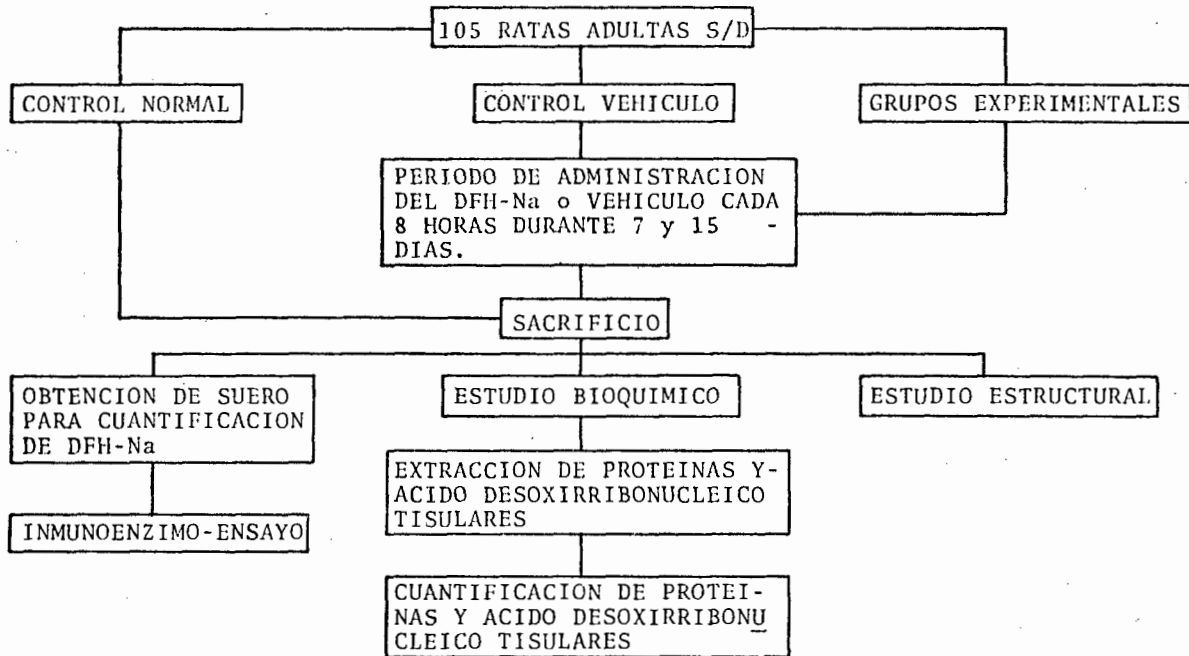 105 RATAS ADULTAS S/D
CONTROL NORMAL
CONTROL VEHICULO
GRUPOS EXPERIMENTALES
PERIODO DE ADMINISTRACION
DEL DFH-Na o VEHICULO CADA
8 HORAS DURANTE 7 y 15 -
DIAS.
SACRIFICIO
OBTENCION DE SUERO
PARA CUANTIFICACION
DE DFH-Na
ESTUDIO BIOQUIMICO
ESTUDIO ESTRUCTURAL
EXTRACCION DE PROTEINAS Y-
ACIDO DESOXIRRIBONUCLEICO
TISULARES
INMUNOENZIMO-ENSAYO
CUANTIFICACION DE PROTEI-
NAS Y ACIDO DESOXIRRIBONU
CLEICO TISULARES